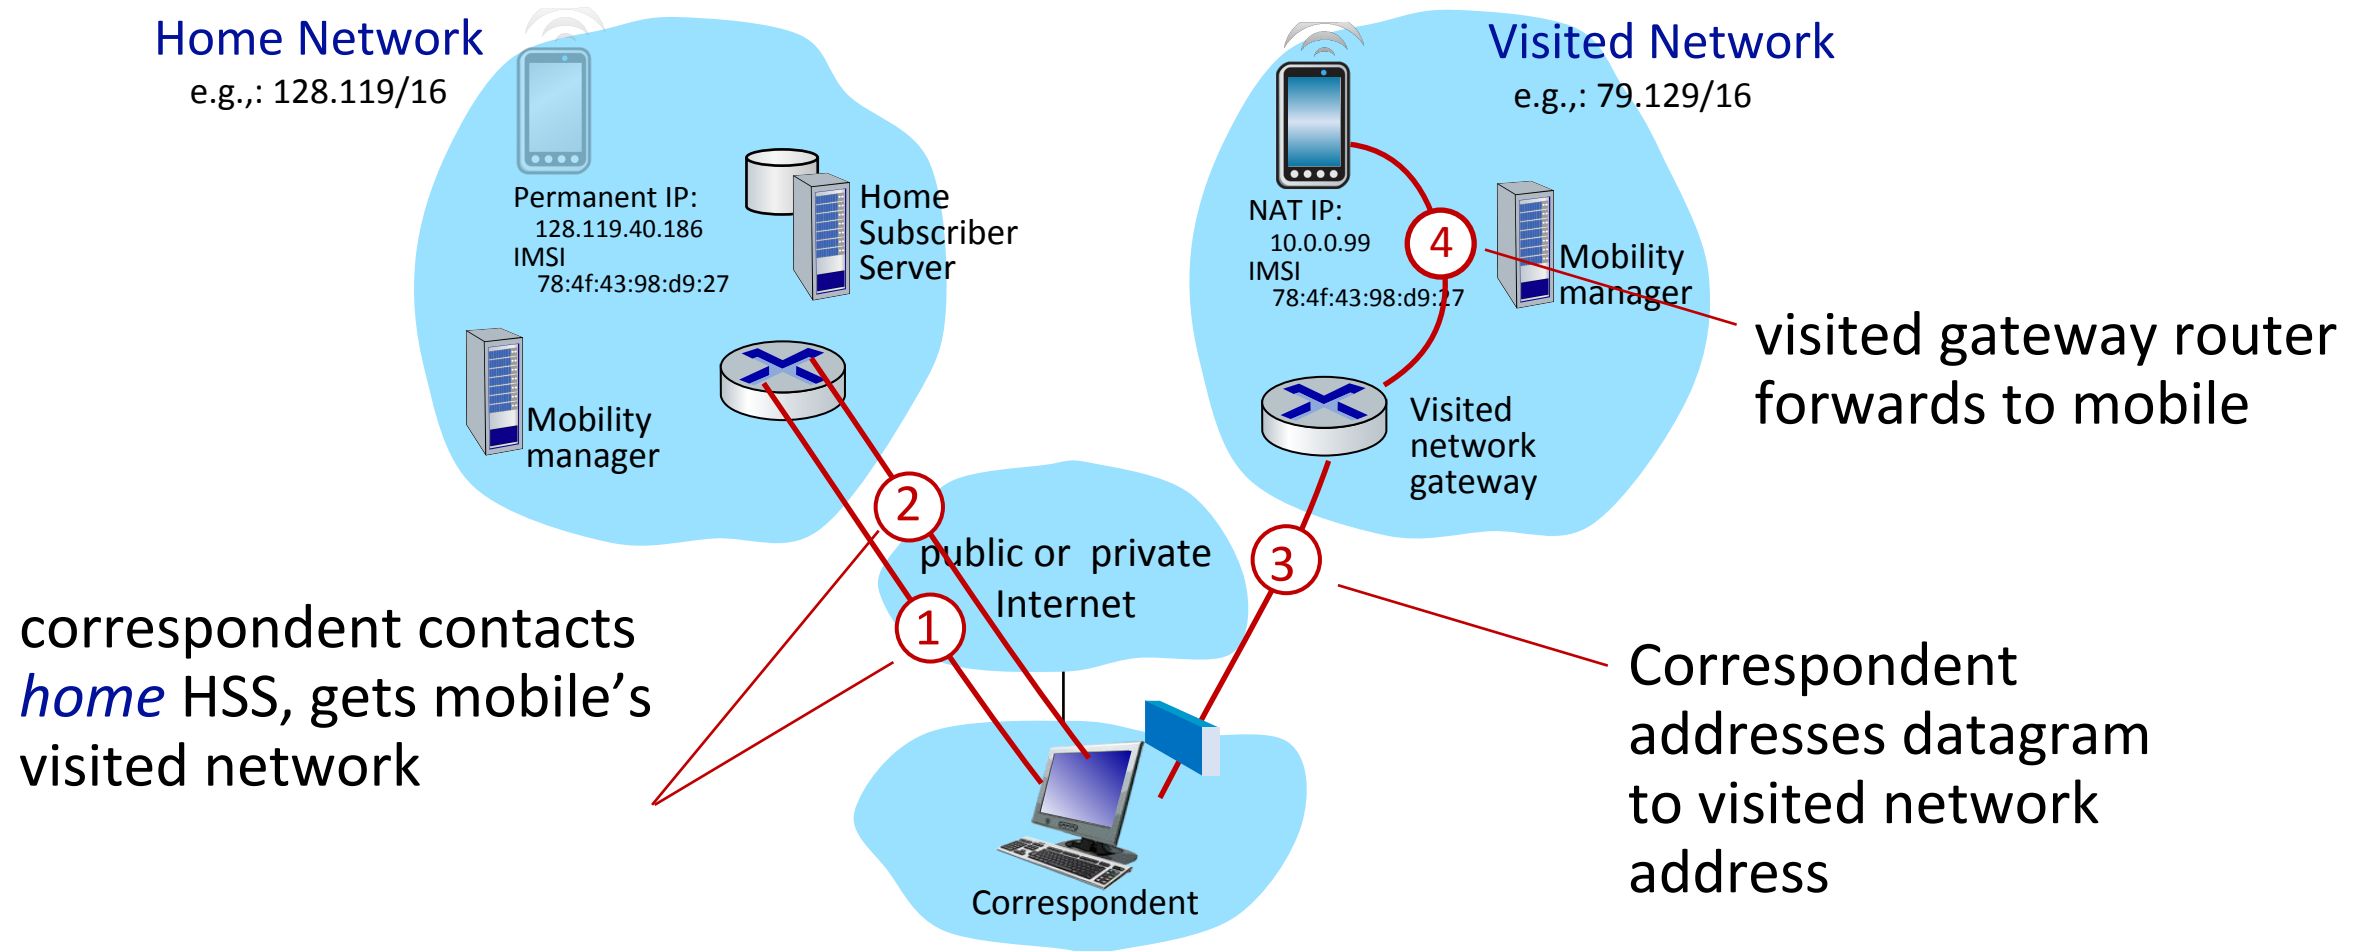 Home Network
e.g.,: 128.119/16
Permanent IP:
128.119.40.186
IMSI
78:4f:43:98:d9:27
Home
Subscriber
Server
Mobility
manager
Visited Network
e.g.,: 79.129/16
NAT IP:
10.0.0.99
IMSI
78:4f:43:98:d9:27
4
Mobility
manager
visited gateway router
forwards to mobile
Visited
network
gateway
2
public or  private
Internet
3
1
correspondent contacts
home HSS, gets mobile’s
visited network
Correspondent
addresses datagram
to visited network
address
Correspondent